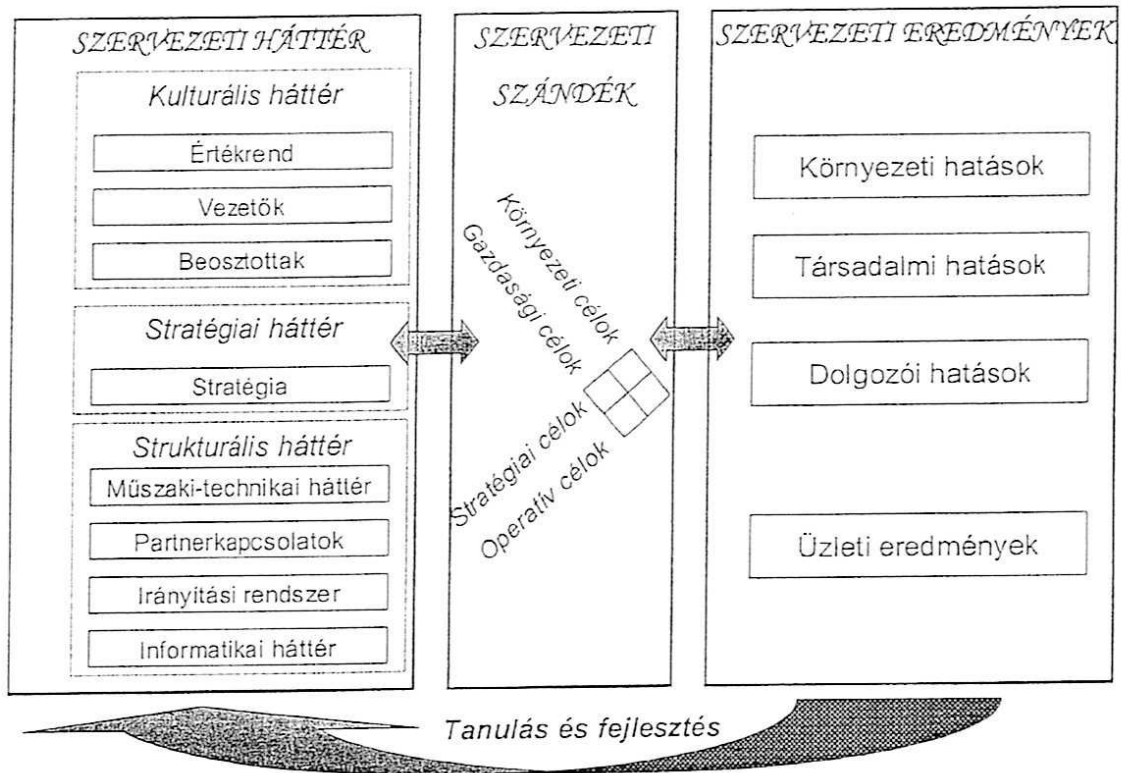 SZERVEZETI HÁTTÉR
Kulturális háttér
Értékrend
Vezetők
Beosztottak
Stratégiai háttér
Stratégia
Strukturális háttér
Műszaki-technikai háttér
Partnerkapcsolatok
Irányítási rendszer
Informatikai háttér
SZERVEZETI
SZÁNDÉK
Környezeti célok
Gazdasági célok
Stratégiai célok
Operatív célok
SZERVEZETI EREDMÉNYEK
Környezeti hatások
Társadalmi hatások
Dolgozói hatások
Üzleti eredmények
Tanulás és fejlesztés